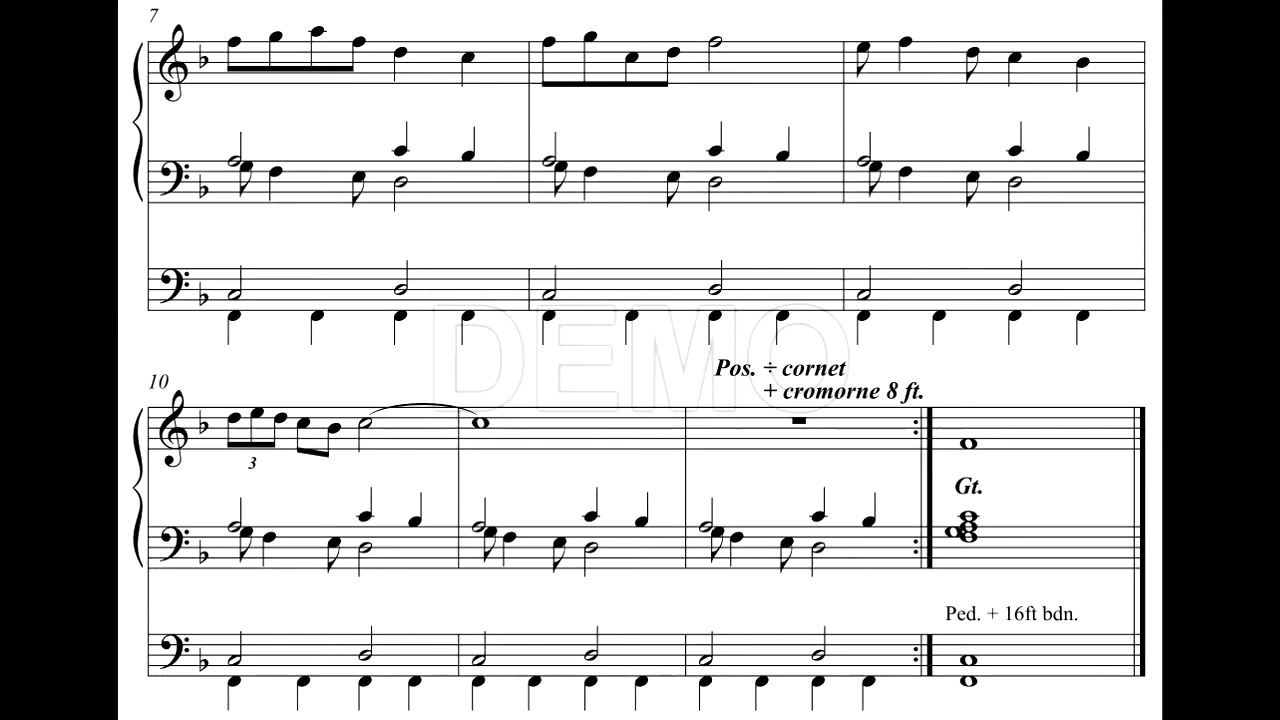 7
DEMO
Pos. ÷ cornet
+ cromorne 8 ft.
10
3
Gt.
Ped. + 16ft bdn.